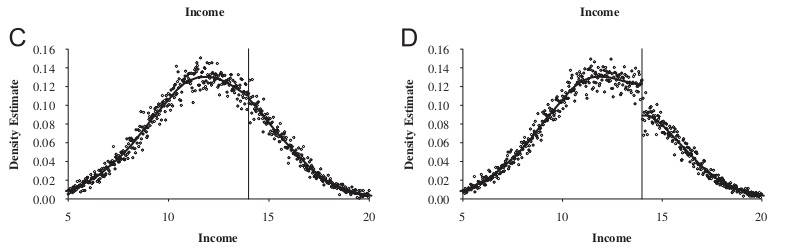 Income Income
C D
0.16 0.16
0.14 0.14
0.12 0.12
0.10 0.10
0.08 0.08
0.06 0.06
0.04 0.04
0.02 0.02
0.00 0.00
Density Estimate Density Estimate
5 10 15 20 5 10 15 20
Income Income